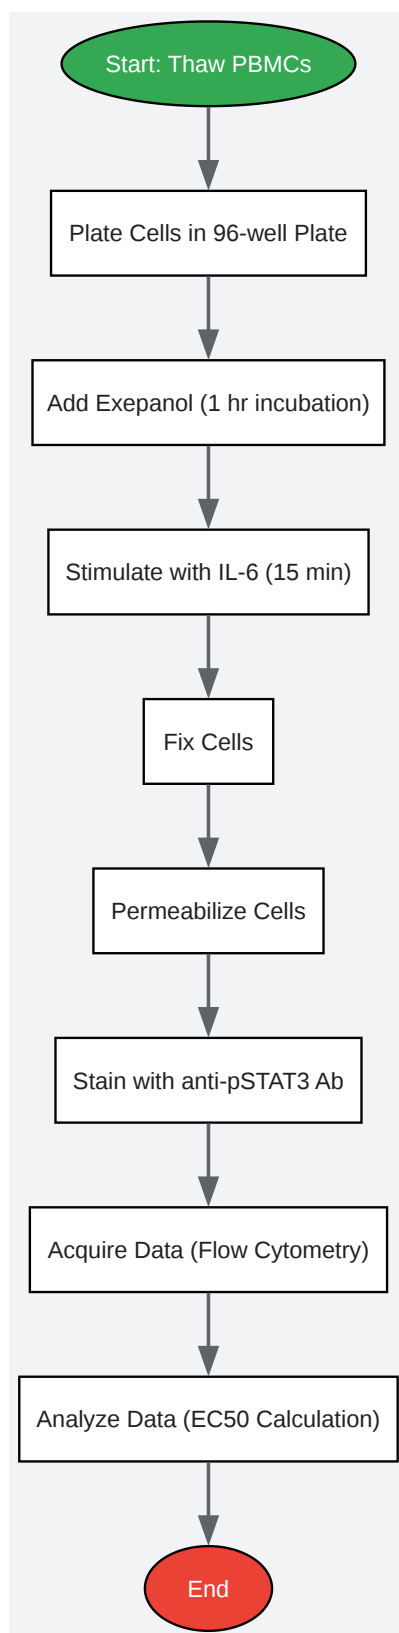 Start: Thaw PBMCs
Plate Cells in 96-well Plate
Add Exepanol (1 hr incubation)
Stimulate with IL-6 (15 min)
Fix Cells
Permeabilize Cells
Stain with anti-pSTAT3 Ab
Acquire Data (Flow Cytometry)
Analyze Data (EC50 Calculation)
End